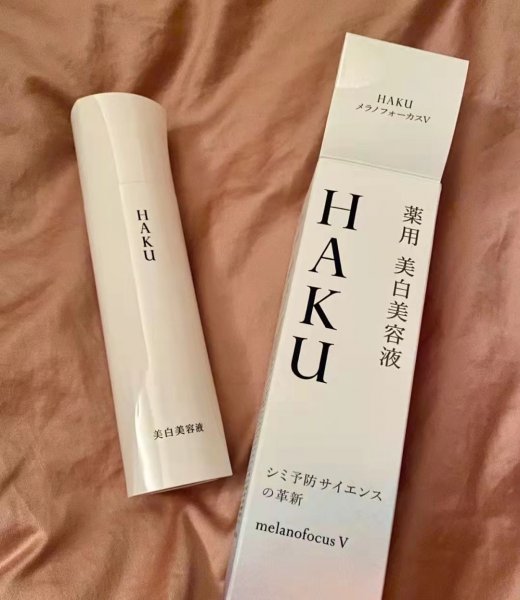 HAKU
美白美容液
HAKU
メラノフォーカスV
HAKU
薬用 美白美容液
シミ予防サイエンス
の革新
melanofocus V